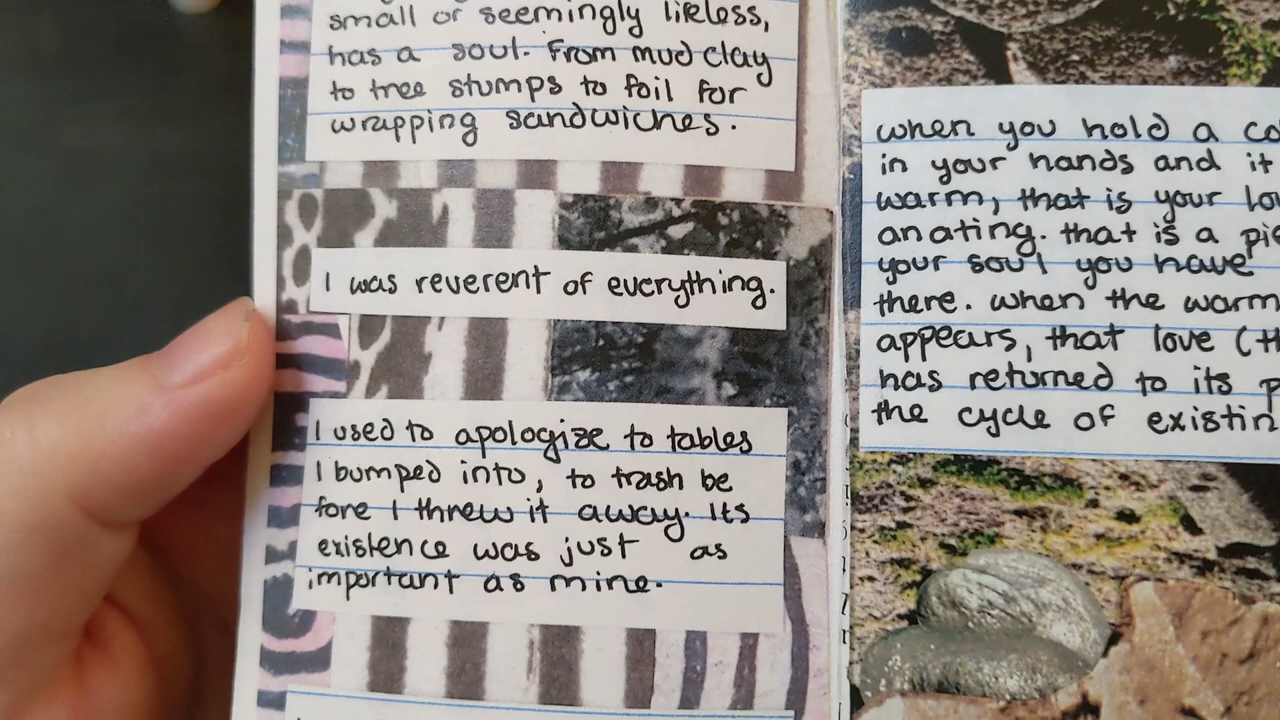 small or seemingly lifeless,
has a soul. From mud clay
to tree stumps to foil for
wrapping sandwiches.
I was reverent of everything.
I used to apologize to tables
I bumped into, to trash be
fore I threw it away. Its
existence was just as
important as mine.
when you hold a
in your hands and it
warm, that is your
anating. that is a
your soul you have
there. when the warm
appears, that love
has returned to its
the cycle of existin